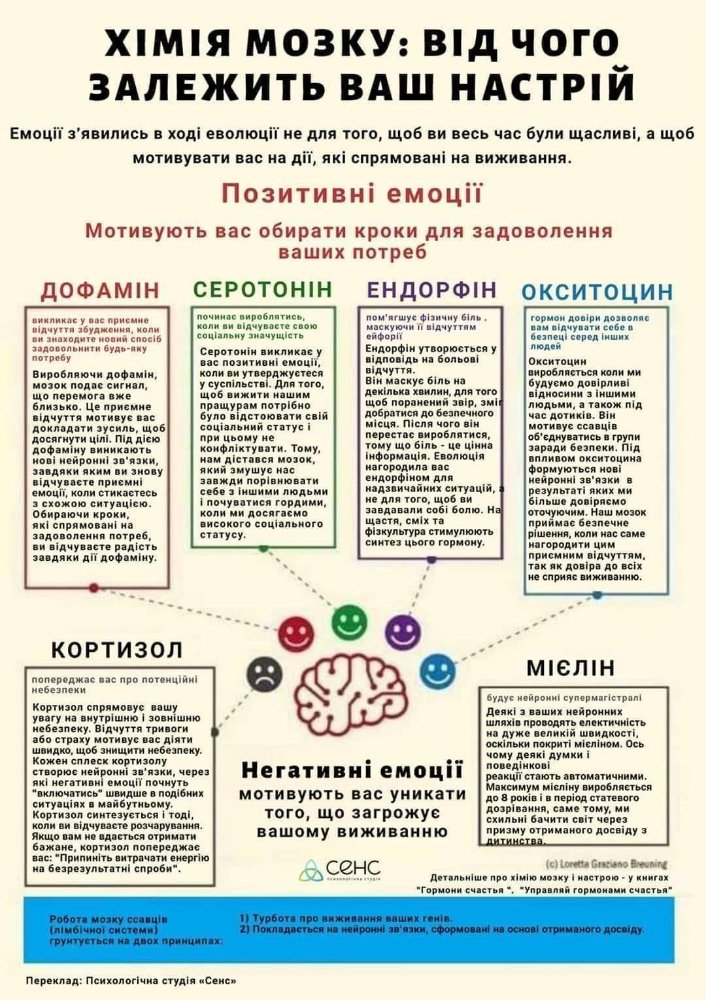 ХІМІЯ МОЗКУ: ВІД ЧОГО
ЗАЛЕЖИТЬ ВАШ НАСТРІЙ
Емоції з’явились в ході еволюції не для того, щоб ви весь час були щасливі, а щоб
мотивувати вас на дії, які спрямовані на виживання.
Позитивні емоції
Мотивують вас обирати кроки для задоволення
ваших потреб
ДОФАМІН
викликає у вас приємне
відчуття збудження, коли
ви знаходите новий спосіб
задовольнити будь-яку
потребу
Виробляючи дофамін,
мозок подає сигнал,
що перемога вже
близько. Це приємне
відчуття мотивує вас
докладати зусиль, щоб
досягнути цілі. Під дією
дофаміну виникають
нові нейронні зв'язки,
завдяки яким ви знову
відчуваєте приємні
емоції, коли стикаєтесь
з схожою ситуацією.
Обираючи кроки,
які спрямовані на
задоволення потреб,
ви відчуваєте радість
завдяки дії дофаміну.
СЕРОТОНІН
починає вироблятись,
коли ви відчуваєте свою
соціальну значущість
Серотонін викликає у
вас позитивні емоції,
коли ви утверджуєтеся
у суспільстві. Для того,
щоб вижити нашим
пращурам потрібно
було відстоювати свій
соціальний статус і
при цьому не
конфліктувати. Тому,
нам дістався мозок,
який змушує нас
завжди порівнювати
себе з іншими людьми
і почуватися гордими,
коли ми досягаємо
високого соціального
статусу.
ЕНДОРФІН
пом'ягшує фізичну біль ,
маскуючи її відчуттям
ейфорії
Ендорфін утворюється у
відповідь на больові
відчуття.
Він маскує біль на
декілька хвилин, для того
щоб поранений звір, зміг
добратися до безпечного
місця. Після чого він
перестає вироблятися,
тому що біль - це цінна
інформація. Еволюція
нагородила вас
ендорфіном для
надзвичайних ситуацій, а
не для того, щоб ви
завдавали собі болю. На
щастя, сміх та
фізкультура стимулюють
синтез цього гормону.
ОКСИТОЦИН
гормон довіри дозволяє
вам відчувати себе в
безпеці серед інших
людей
Окситоцин
виробляється коли ми
будуємо довірливі
відносини з іншими
людьми, а також під
час дотиків. Він
мотивує ссавців
об'єднуватись в групи
заради безпеки. Під
впливом окситоцина
формуються нові
нейронні зв'язки в
результаті яких ми
більше довіряємо
оточуючим. Наш мозок
приймає безпечне
рішення, коли нас саме
нагородити цим
приємним відчуттям,
так як довіра до всіх
не сприяє виживанню.
КОРТИЗОЛ
попереджає вас про потенційні
небезпеки
Кортизол спрямовує вашу
увагу на внутрішню і зовнішню
небезпеку. Відчуття тривоги
або страху мотивує вас діяти
швидко, щоб знищити небезпеку.
Кожен сплеск кортизолу
створює нейронні зв'язки, через
які негативні емоції почнуть
"включатись" швидше в подібних
ситуаціях в майбутньому.
Кортизол синтезується і тоді,
коли ви відчуваєте розчарування.
Якщо вам не вдається отримати
бажане, кортизол попереджає
вас: "Припиніть витрачати енергію
на безрезультатні спроби".
Негативні емоції
мотивують вас уникати
того, що загрожує
вашому виживанню
МІЄЛІН
будує нейронні супермагістралі
Деякі з ваших нейронних
шляхів проводять електичність
на дуже великій швидкості,
оскільки покриті мієліном. Ось
чому деякі думки і
поведінкові
реакції стають автоматичними.
Максимум мієліну виробляється
до 8 років і в період статевого
дозрівання, саме тому, ми
схильні бачити світ через
призму отриманого досвіду з
дитинства.
сенс
психологічна студія
(c) Loretta Graziano Breuning
Детальніше про хімію мозку і настрою - у книгах
"Гормони счастья ", "Управляй гормонами счастья"
Робота мозку ссавців
(лімбічної системи)
грунтується на двох принципах:
1) Турбота про виживання ваших генів.
2) Покладається на нейронні зв'язки, сформовані на основі отриманого досвіду.
Переклад: Психологічна студія «Сенс»